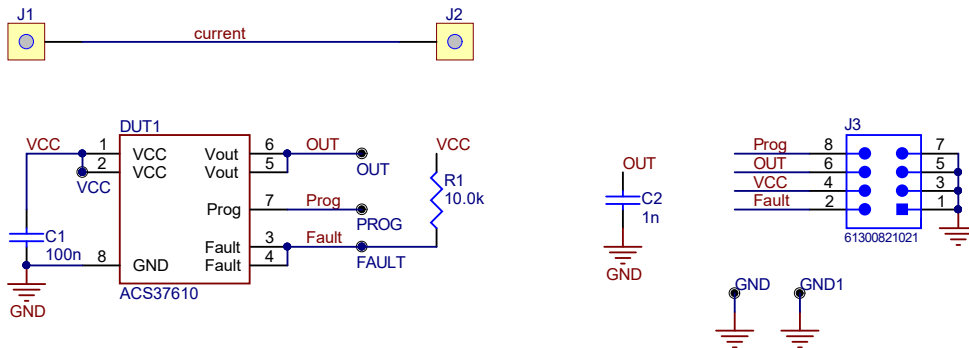 J1
current
J2
DUT1
VCC
1
VCC
2
VCC
VCC
Vout
6
OUT
Vout
5
OUT
Prog
7
Prog
PROG
Fault
3
Fault
Fault
4
FAULT
VCC
R1
10.0k
C1
100n
8
GND
GND
ACS37610
OUT
C2
1n
GND
J3
Prog
8
7
OUT
6
5
VCC
4
3
Fault
2
1
61300821021
GND
GND1